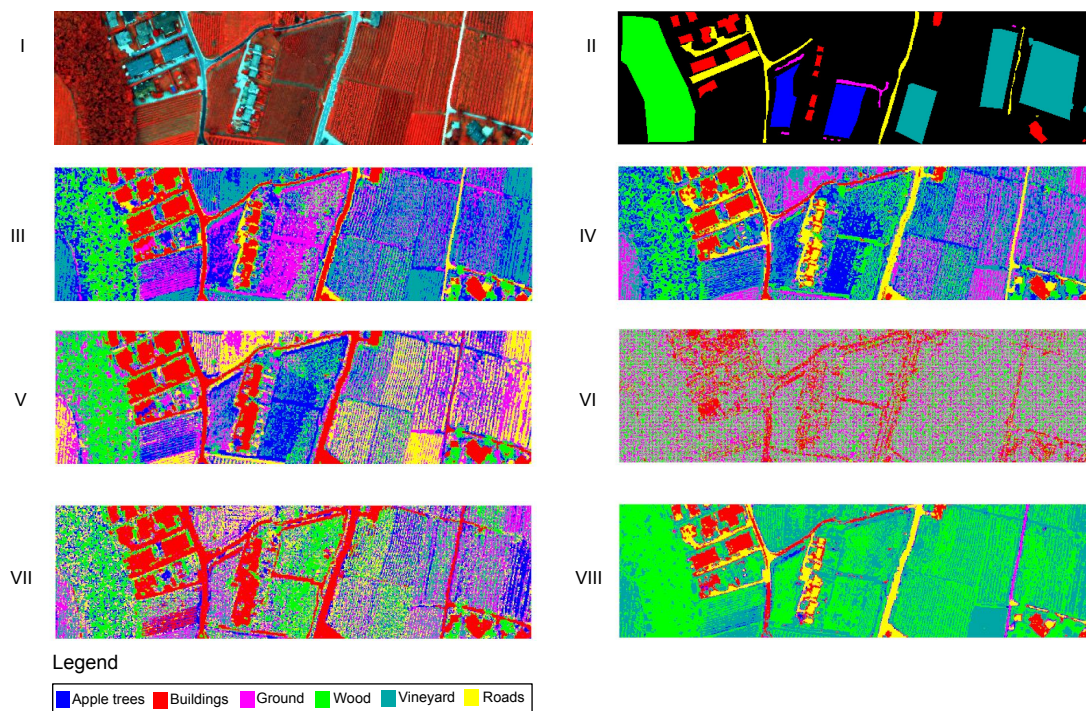 I
II
III
IV
V
VI
VII
VIII
Legend
Apple trees Buildings Ground Wood Vineyard Roads